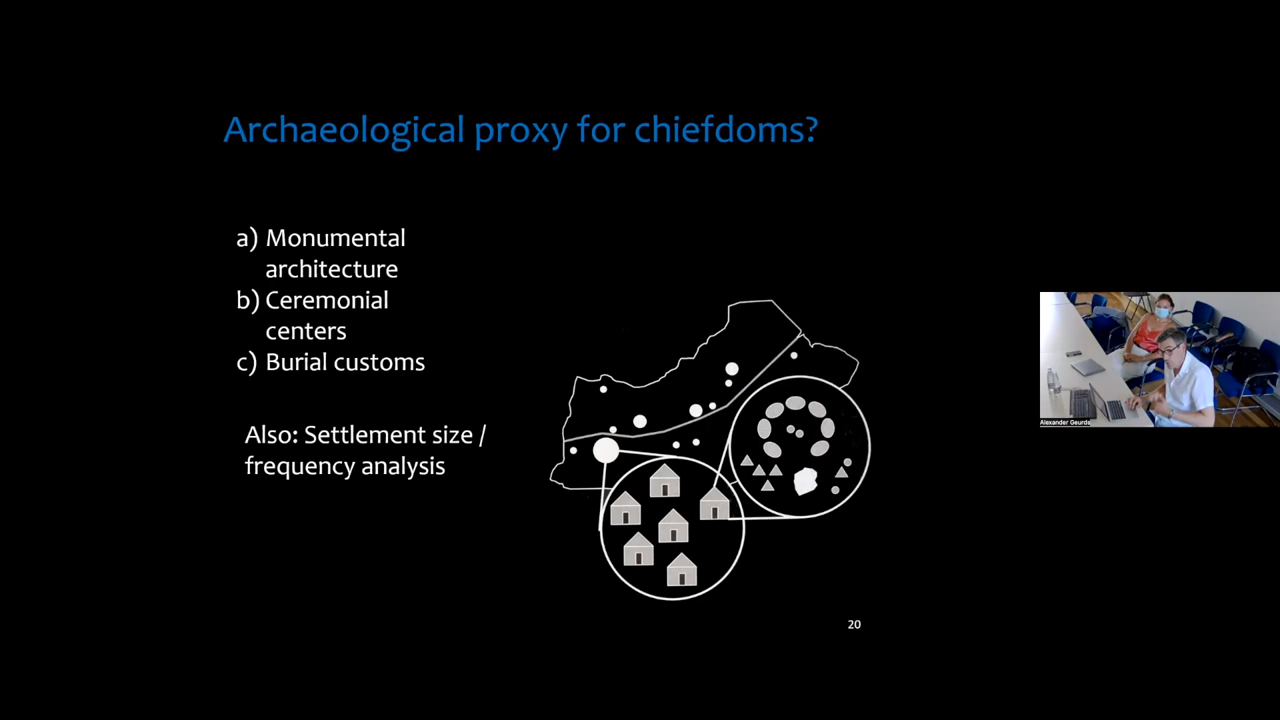 Archaeological proxy for chiefdoms?
a) Monumental
architecture
b) Ceremonial
centers
c) Burial customs
Also: Settlement size /
frequency analysis
20
Alexander Geurds